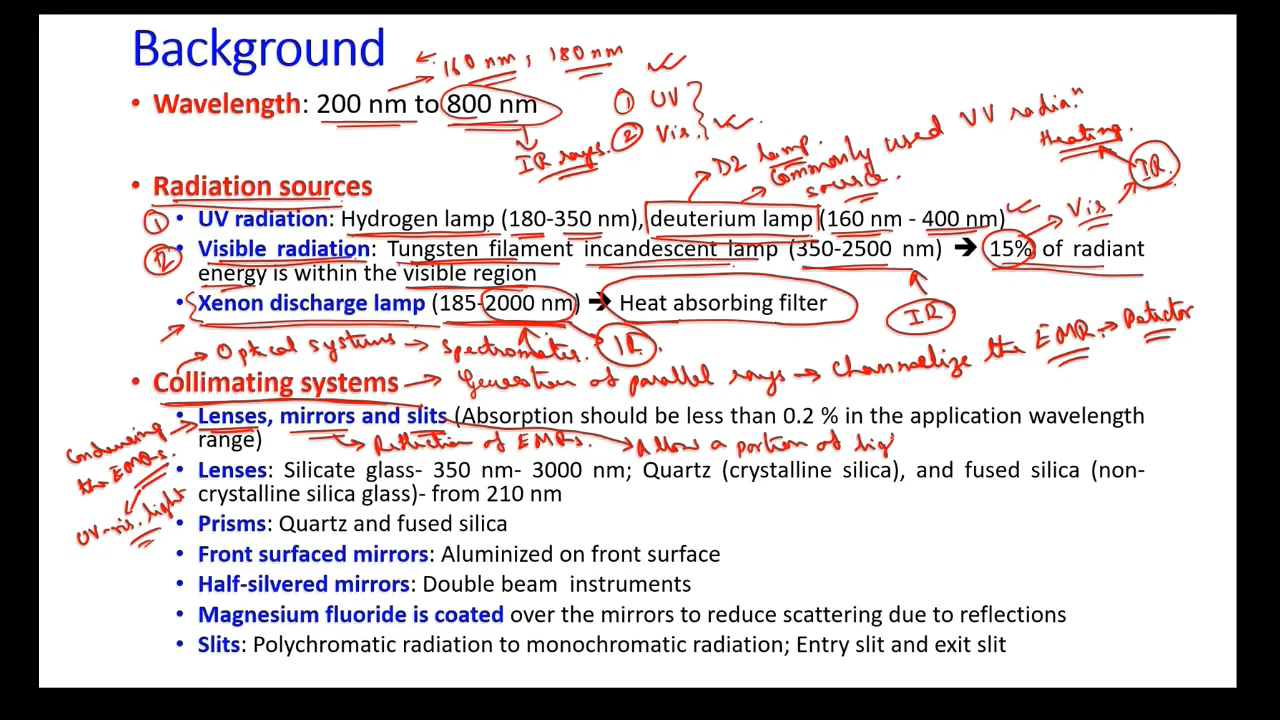 Background
← 160 nm, 180 nm
• Wavelength: 200 nm to 800 nm
① UV
② Vis.
IR rays.
D2 lamp.
Commonly used UV radiaⁿ
source.
Heating.
IR
• Radiation sources
① • UV radiation: Hydrogen lamp (180-350 nm), deuterium lamp (160 nm - 400 nm)
Vis
② • Visible radiation: Tungsten filament incandescent lamp (350-2500 nm) → 15% of radiant
energy is within the visible region
• Xenon discharge lamp (185-2000 nm) → Heat absorbing filter
IR
→ Optical systems → Spectrometer. IR
• Collimating systems → Generation of parallel rays → Channelize the EMR → Detector
• Lenses, mirrors and slits (Absorption should be less than 0.2 % in the application wavelength
range)
→ Reflection of EMRs. → Allow a portion of lig
the EMRs.
UV-vis. light
• Lenses: Silicate glass- 350 nm- 3000 nm; Quartz (crystalline silica), and fused silica (non-
crystalline silica glass)- from 210 nm
• Prisms: Quartz and fused silica
• Front surfaced mirrors: Aluminized on front surface
• Half-silvered mirrors: Double beam instruments
• Magnesium fluoride is coated over the mirrors to reduce scattering due to reflections
• Slits: Polychromatic radiation to monochromatic radiation; Entry slit and exit slit